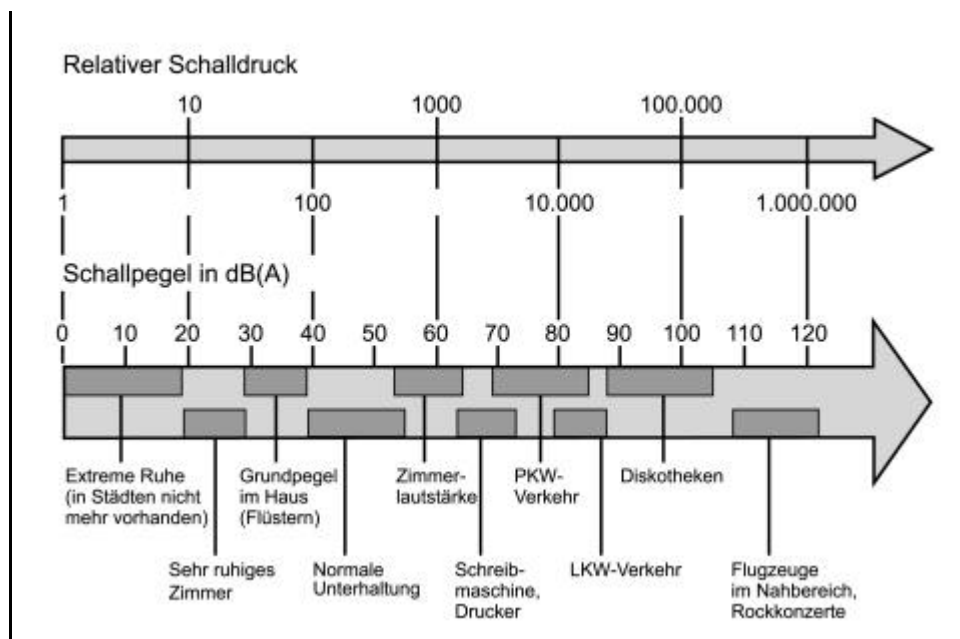 Relativer Schalldruck
10 1000 100.000
1 100 10.000 1.000.000
Schallpegel in dB(A)
0 10 20 30 40 50 60 70 80 90 100 110 120
Extreme Ruhe
(in Städten nicht
mehr vorhanden)
Grundpegel
im Haus
(Flüstern)
Zimmer-
lautstärke
PKW-
Verkehr
Diskotheken
Sehr ruhiges
Zimmer
Normale
Unterhaltung
Schreib-
maschine,
Drucker
LKW-Verkehr
Flugzeuge
im Nahbereich,
Rockkonzerte